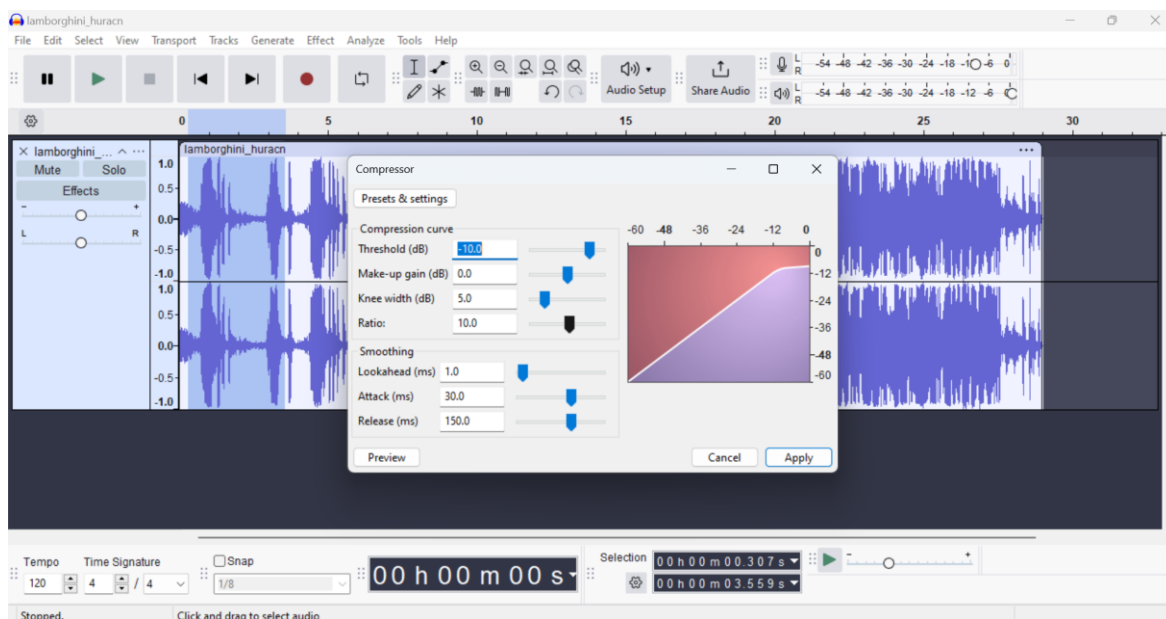 lamborghini_huracn
File Edit Select View Transport Tracks Generate Effect Analyze Tools Help
Audio Setup
Share Audio
L R -54 -48 -42 -36 -30 -24 -18 -6 0
L R -54 -48 -42 -36 -30 -24 -18 -12 -6
0 5 10 15 20 25 30
lamborghini_...
Mute Solo
Effects
- +
L R
1.0
0.5
0.0
-0.5
-1.0
1.0
0.5
0.0
-0.5
-1.0
lamborghini_huracn
Compressor
Presets & settings
Compression curve
Threshold (dB) -10.0
Make-up gain (dB) 0.0
Knee width (dB) 5.0
Ratio: 10.0
Smoothing
Lookahead (ms) 1.0
Attack (ms) 30.0
Release (ms) 150.0
-60 -48 -36 -24 -12 0
0
-12
-24
-36
-48
-60
Preview
Cancel Apply
Tempo Time Signature
120 4 / 4
Snap
1/8
00 h 00 m 00 s
Selection 00 h 00 m 00.307 s
00 h 00 m 03.559 s
- +
Stopped. Click and drag to select audio